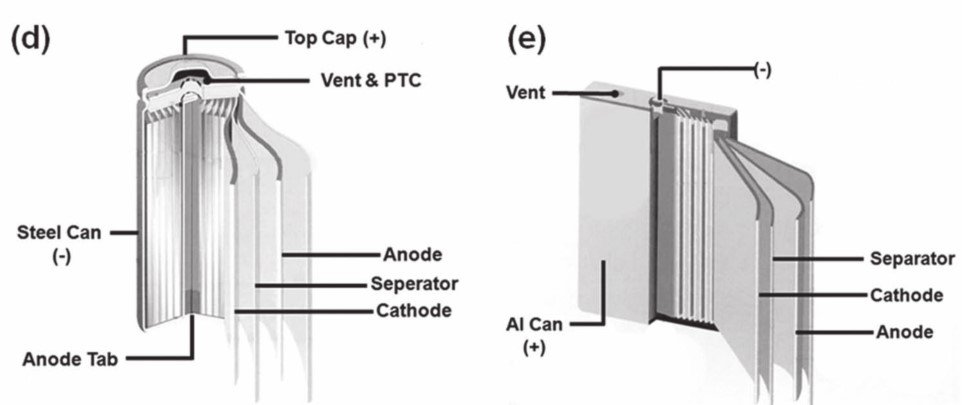 (d)
Top Cap (+)
Vent & PTC
Steel Can
(-)
Anode
Seperator
Cathode
Anode Tab
(e)
(-)
Vent
Separator
Cathode
Al Can
(+)
Anode